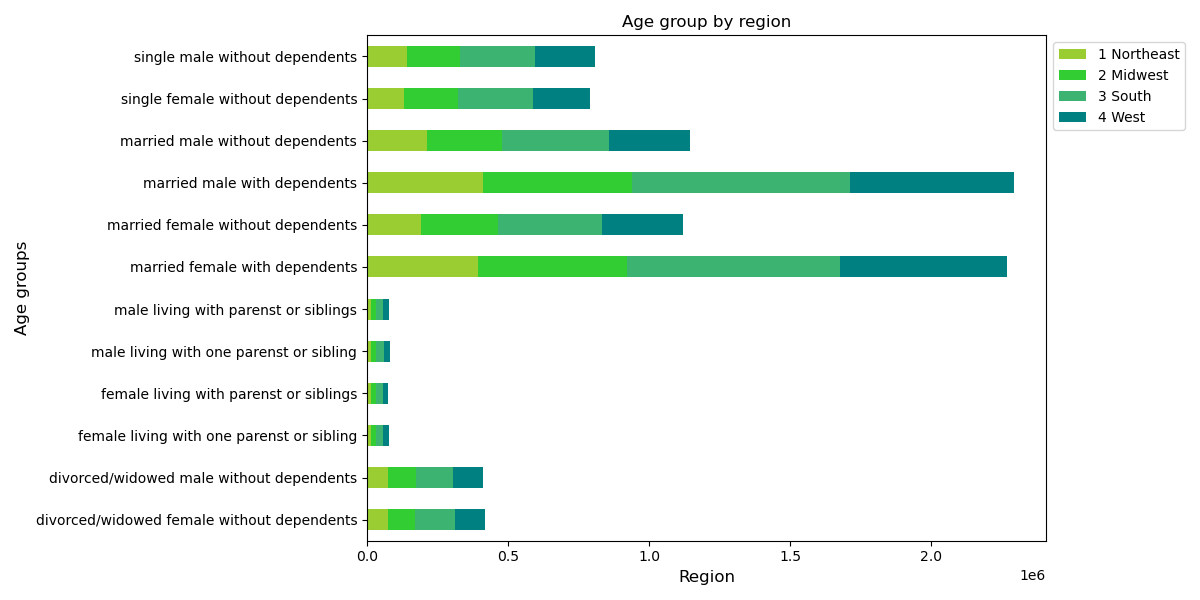 Age group by region
single male without dependents
single female without dependents
married male without dependents
married male with dependents
married female without dependents
married female with dependents
male living with parenst or siblings
male living with one parenst or sibling
female living with parenst or siblings
female living with one parenst or sibling
divorced/widowed male without dependents
divorced/widowed female without dependents
Age groups
0.0 0.5 1.0 1.5 2.0
1e6
Region
1 Northeast
2 Midwest
3 South
4 West